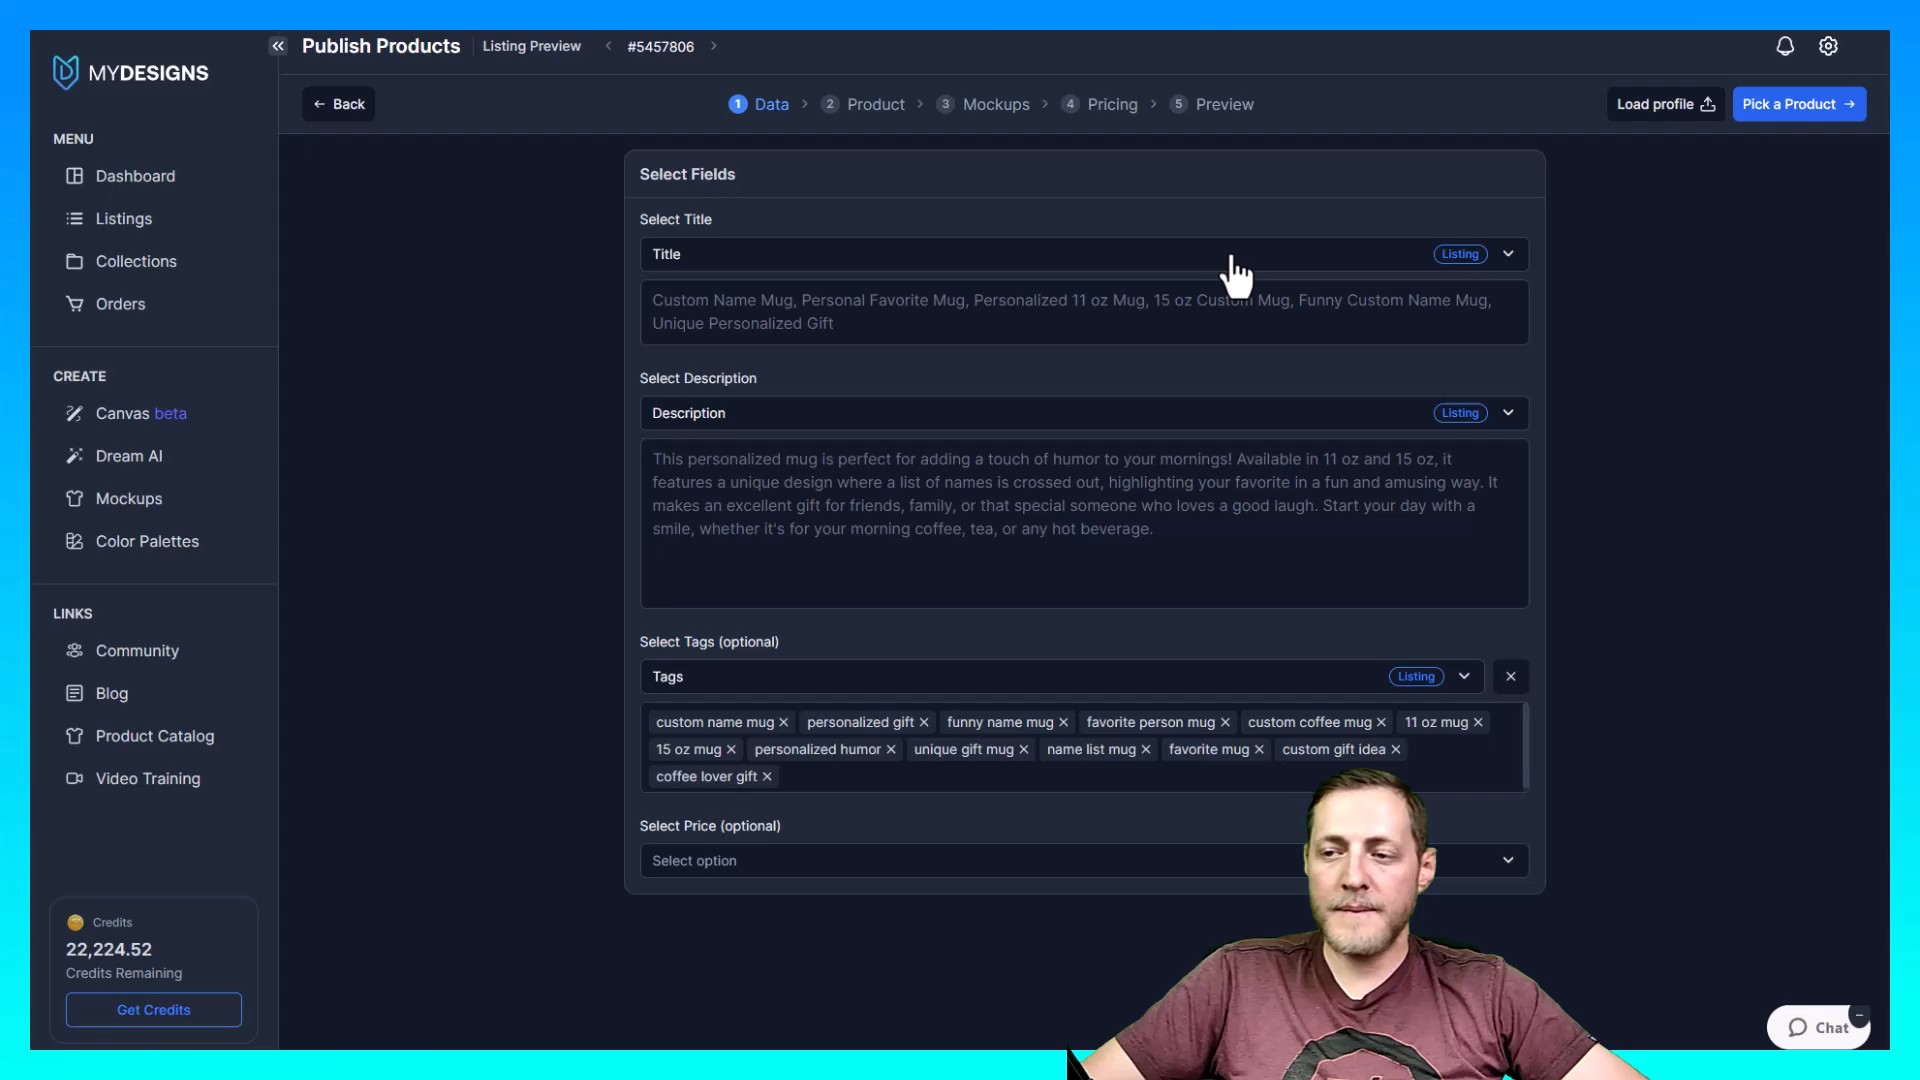 Publish Products
Listing Preview
#5457806
MYDESIGNS
Back
1 Data
2 Product
3 Mockups
4 Pricing
5 Preview
Load profile
Pick a Product
MENU
Dashboard
Listings
Collections
Orders
CREATE
Canvas beta
Dream AI
Mockups
Color Palettes
LINKS
Community
Blog
Product Catalog
Video Training
Credits
22,224.52
Credits Remaining
Get Credits
Select Fields
Select Title
Title Listing
Custom Name Mug, Personal Favorite Mug, Personalized 11 oz Mug, 15 oz Custom Mug, Funny Custom Name Mug,
Unique Personalized Gift
Select Description
Description Listing
This personalized mug is perfect for adding a touch of humor to your mornings! Available in 11 oz and 15 oz, it
features a unique design where a list of names is crossed out, highlighting your favorite in a fun and amusing way. It
makes an excellent gift for friends, family, or that special someone who loves a good laugh. Start your day with a
smile, whether it's for your morning coffee, tea, or any hot beverage.
Select Tags (optional)
Tags Listing
custom name mug personalized gift funny name mug favorite person mug custom coffee mug 11 oz mug
15 oz mug personalized humor unique gift mug name list mug favorite mug custom gift idea
coffee lover gift
Select Price (optional)
Select option
Chat